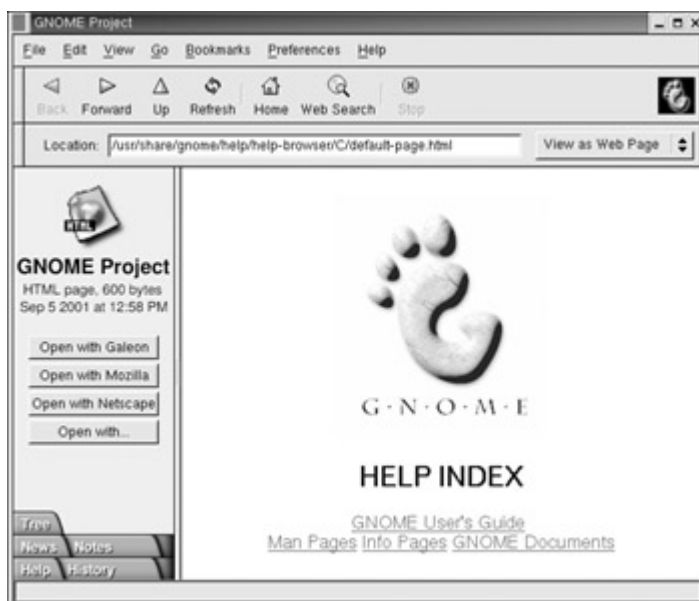 GNOME Project
File Edit View Go Bookmarks Preferences Help
Back Forward Up Refresh Home Web Search Stop
Location: /usr/share/gnome/help/help-browser/C/default-page.html View as Web Page
HTML
GNOME Project
HTML page, 600 bytes
Sep 5 2001 at 12:58 PM
Open with Galeon
Open with Mozilla
Open with Netscape
Open with...
Tree
News Notes
Help History
G·N·O·M·E
HELP INDEX
GNOME User's Guide
Man Pages Info Pages GNOME Documents